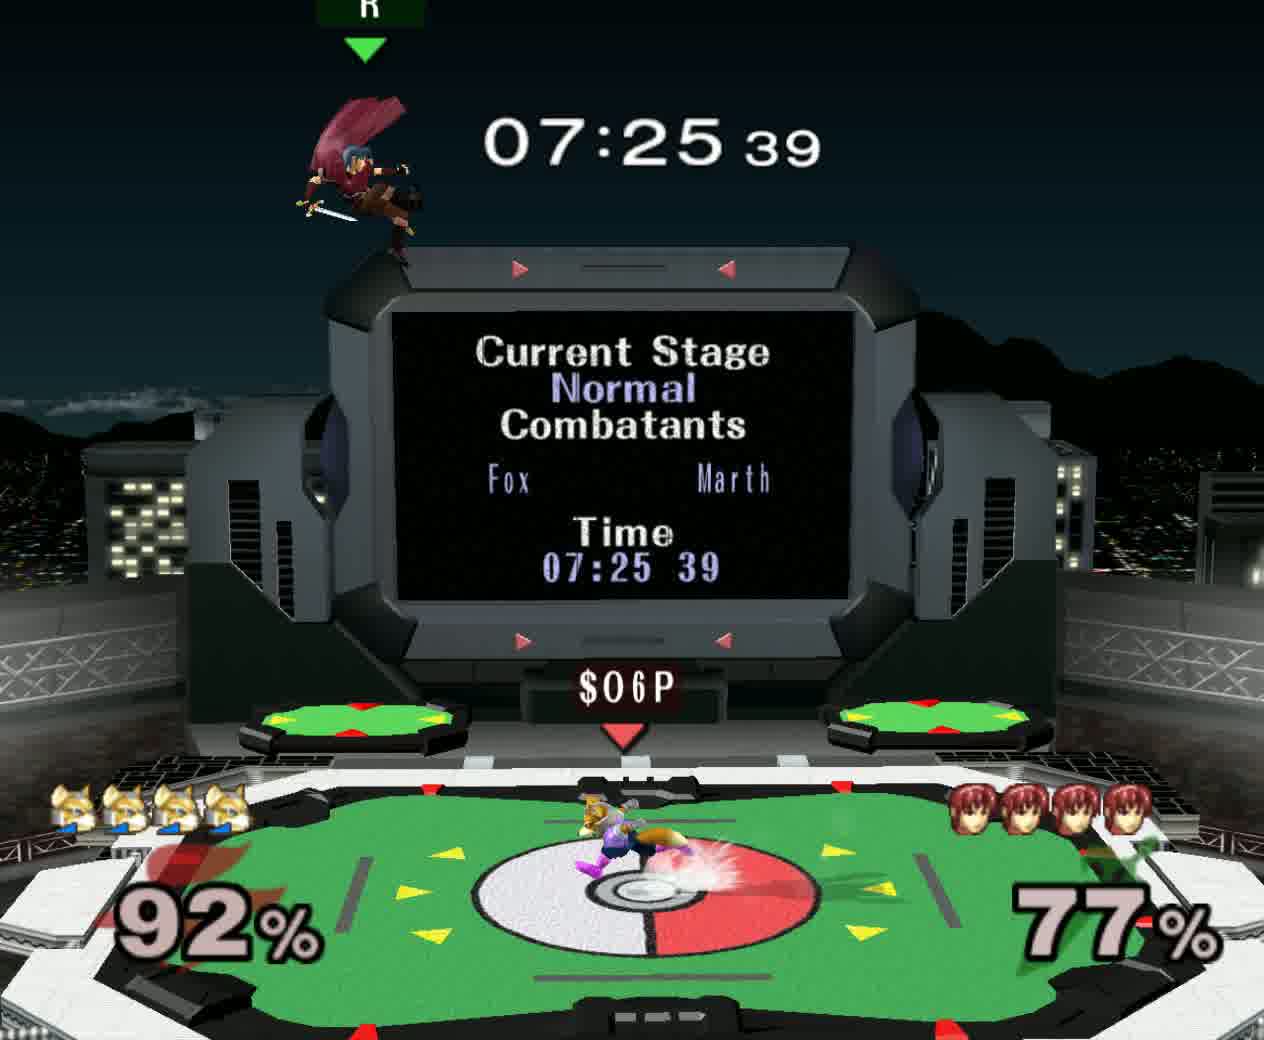 R
07:25 39
Current Stage
Normal
Combatants
Fox Marth
Time
07:25 39
$06P
92%
77%